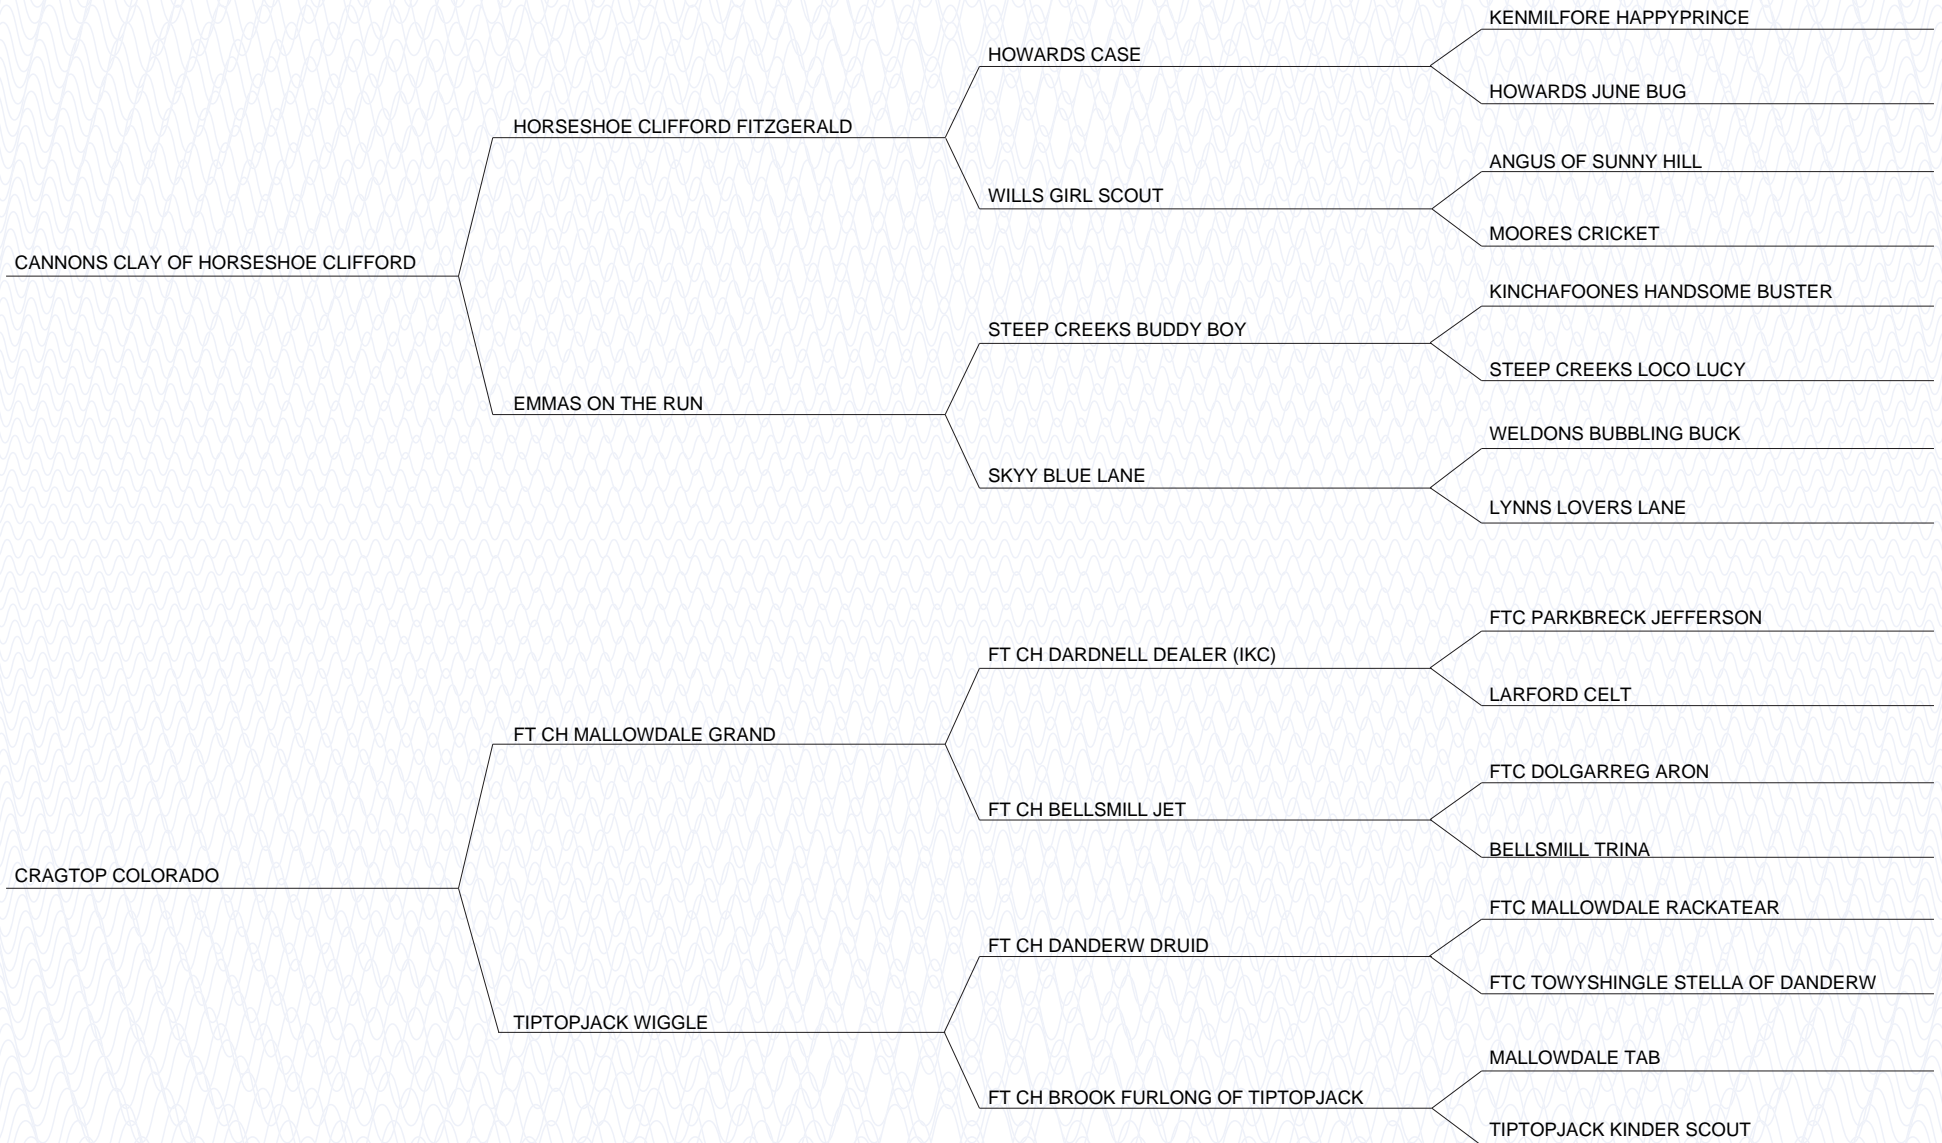 KENMILFORE HAPPYPRINCE
HOWARDS CASE
HOWARDS JUNE BUG
HORSESHOE CLIFFORD FITZGERALD
ANGUS OF SUNNY HILL
WILLS GIRL SCOUT
MOORES CRICKET
CANNONS CLAY OF HORSESHOE CLIFFORD
KINCHAFOONES HANDSOME BUSTER
STEEP CREEKS BUDDY BOY
STEEP CREEKS LOCO LUCY
EMMAS ON THE RUN
WELDONS BUBBLING BUCK
SKYY BLUE LANE
LYNNS LOVERS LANE
FTC PARKBRECK JEFFERSON
FT CH DARDNELL DEALER (IKC)
LARFORD CELT
FT CH MALLOWDALE GRAND
FTC DOLGARREG ARON
FT CH BELLSMILL JET
BELLSMILL TRINA
CRAGTOP COLORADO
FTC MALLOWDALE RACKATEAR
FT CH DANDERW DRUID
FTC TOWYSHINGLE STELLA OF DANDERW
TIPTOPJACK WIGGLE
MALLOWDALE TAB
FT CH BROOK FURLONG OF TIPTOPJACK
TIPTOPJACK KINDER SCOUT